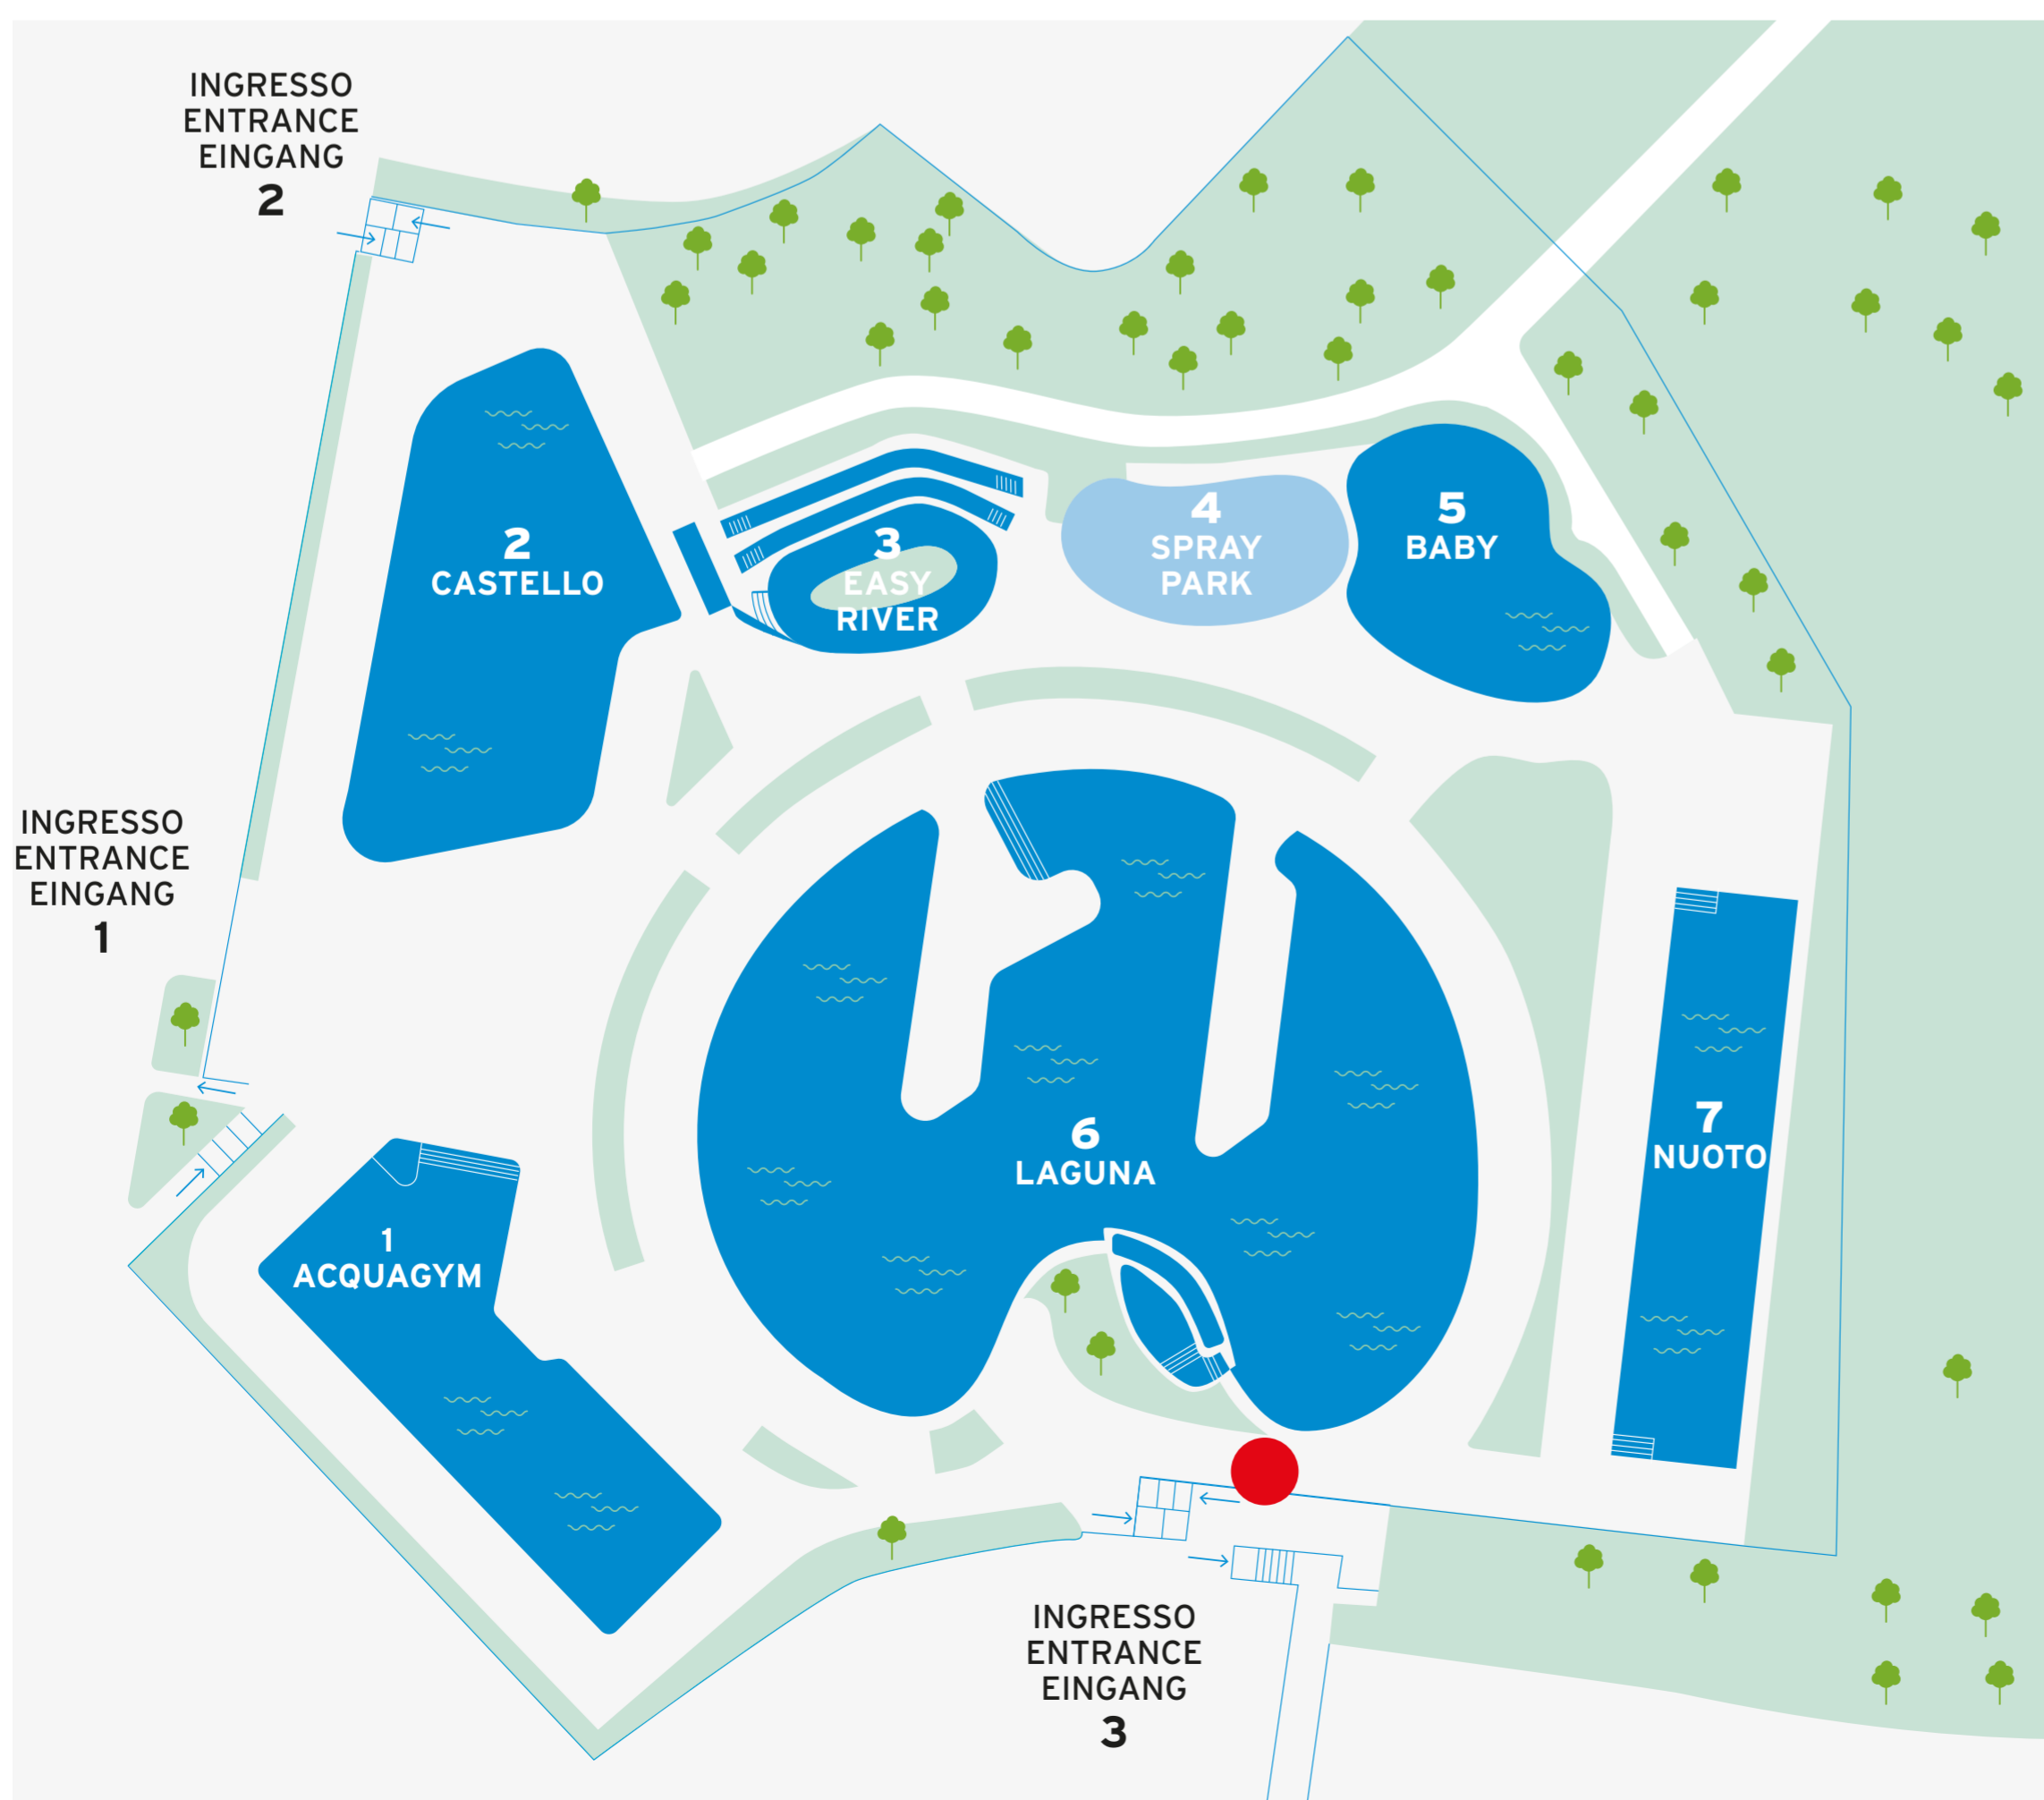 INGRESSO
ENTRANCE
EINGANG
2
2
CASTELLO
3
EASY
RIVER
4
SPRAY
PARK
5
BABY
INGRESSO
ENTRANCE
EINGANG
1
1
ACQUAGYM
6
LAGUNA
7
NUOTO
INGRESSO
ENTRANCE
EINGANG
3